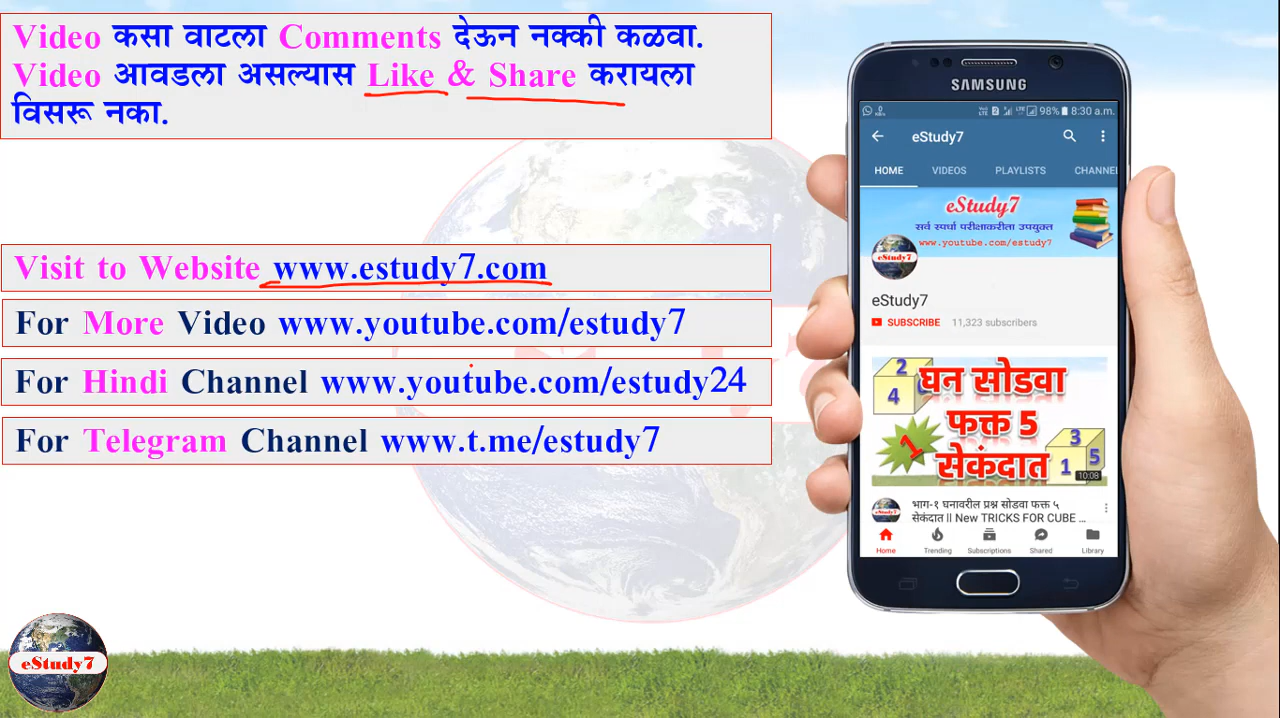 Video कसा वाटला Comments देऊन नक्की कळवा.
Video आवडला असल्यास Like & Share करायला
विसरू नका.
Visit to Website www.estudy7.com
For More Video www.youtube.com/estudy7
For Hindi Channel www.youtube.com/estudy24
For Telegram Channel www.t.me/estudy7
eStudy7
SAMSUNG
98% 8:30 a.m.
eStudy7
HOME VIDEOS PLAYLISTS CHANNEL
eStudy7
सर्व स्पर्धा परीक्षाकरीता उपयुक्त
www.youtube.com/estudy7
eStudy7
eStudy7
SUBSCRIBE 11,323 subscribers
2
4
घन सोडवा
फक्त 5
सेकंदात
1
3
1 5
10:08
भाग-१ घनावरील प्रश्न सोडवा फक्त ५
सेकंदात || New TRICKS FOR CUBE ...
Home Trending Subscriptions Shared Library